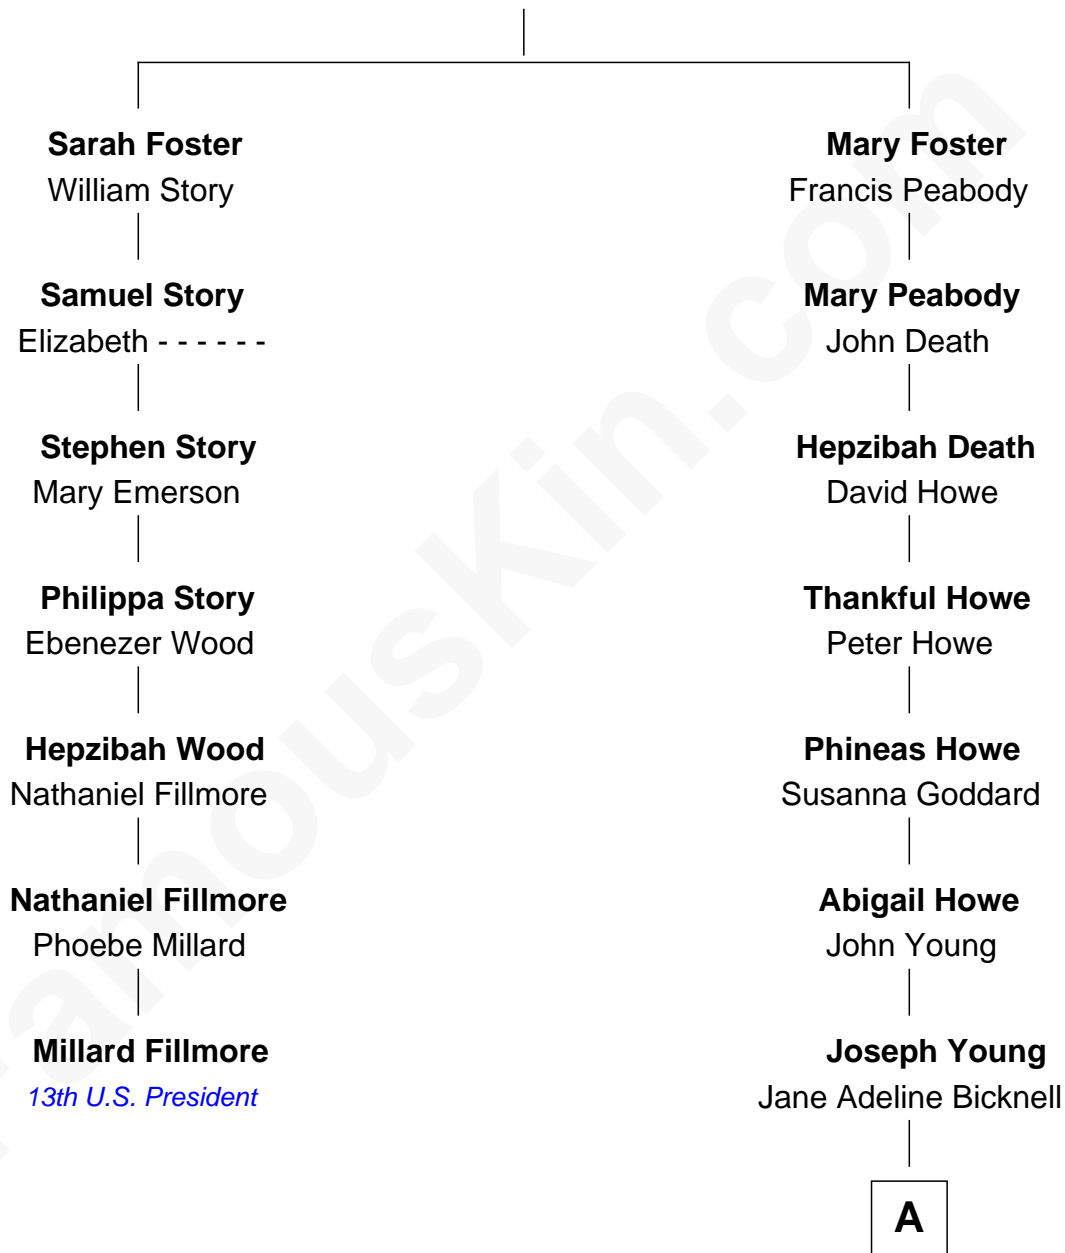 Sarah Foster
William Story
Samuel Story
Elizabeth - - - - - -
Stephen Story
Mary Emerson
Philippa Story
Ebenezer Wood
Hepzibah Wood
Nathaniel Fillmore
Nathaniel Fillmore
Phoebe Millard
Millard Fillmore
13th U.S. President
Mary Foster
Francis Peabody
Mary Peabody
John Death
Hepzibah Death
David Howe
Thankful Howe
Peter Howe
Phineas Howe
Susanna Goddard
Abigail Howe
John Young
Joseph Young
Jane Adeline Bicknell
A
FamousKin.com